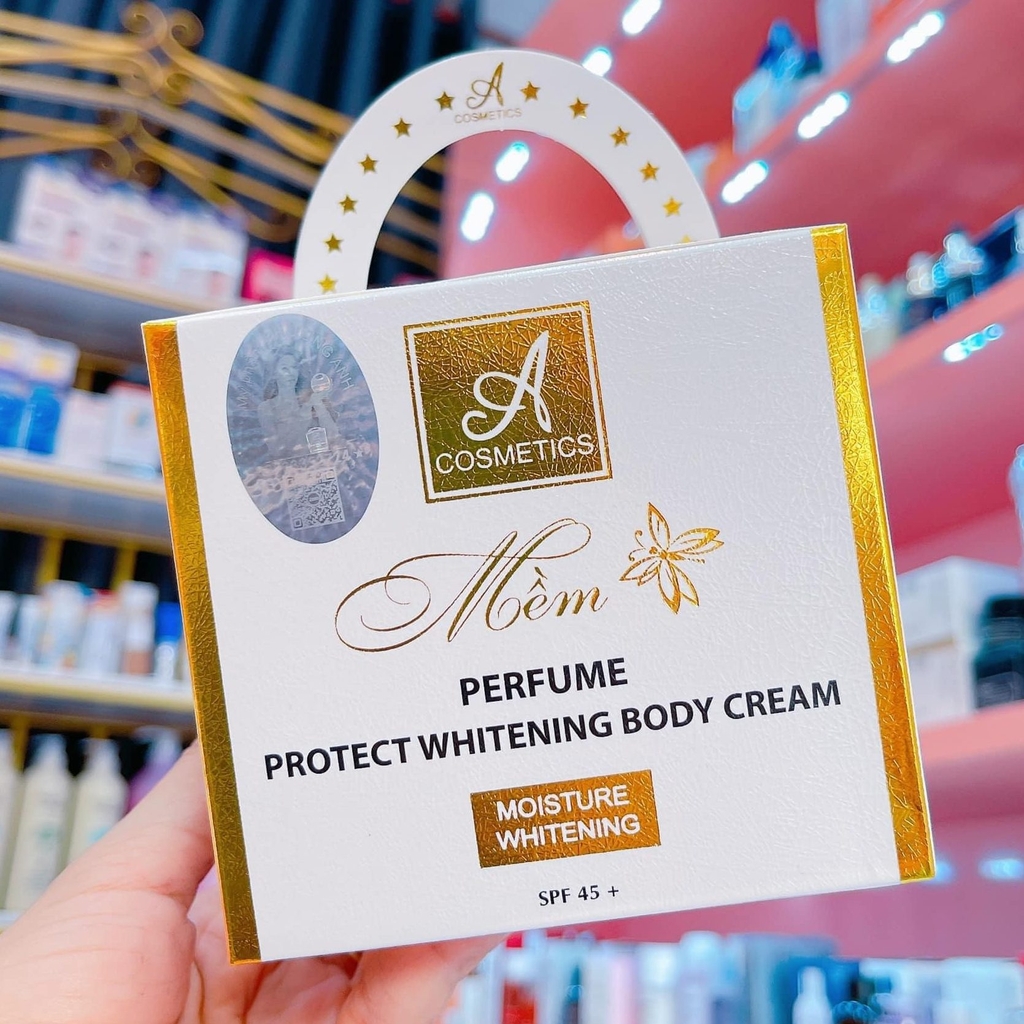 A
COSMETICS
A
COSMETICS
Mềm
PERFUME
PROTECT WHITENING BODY CREAM
MOISTURE
WHITENING
SPF 45 +